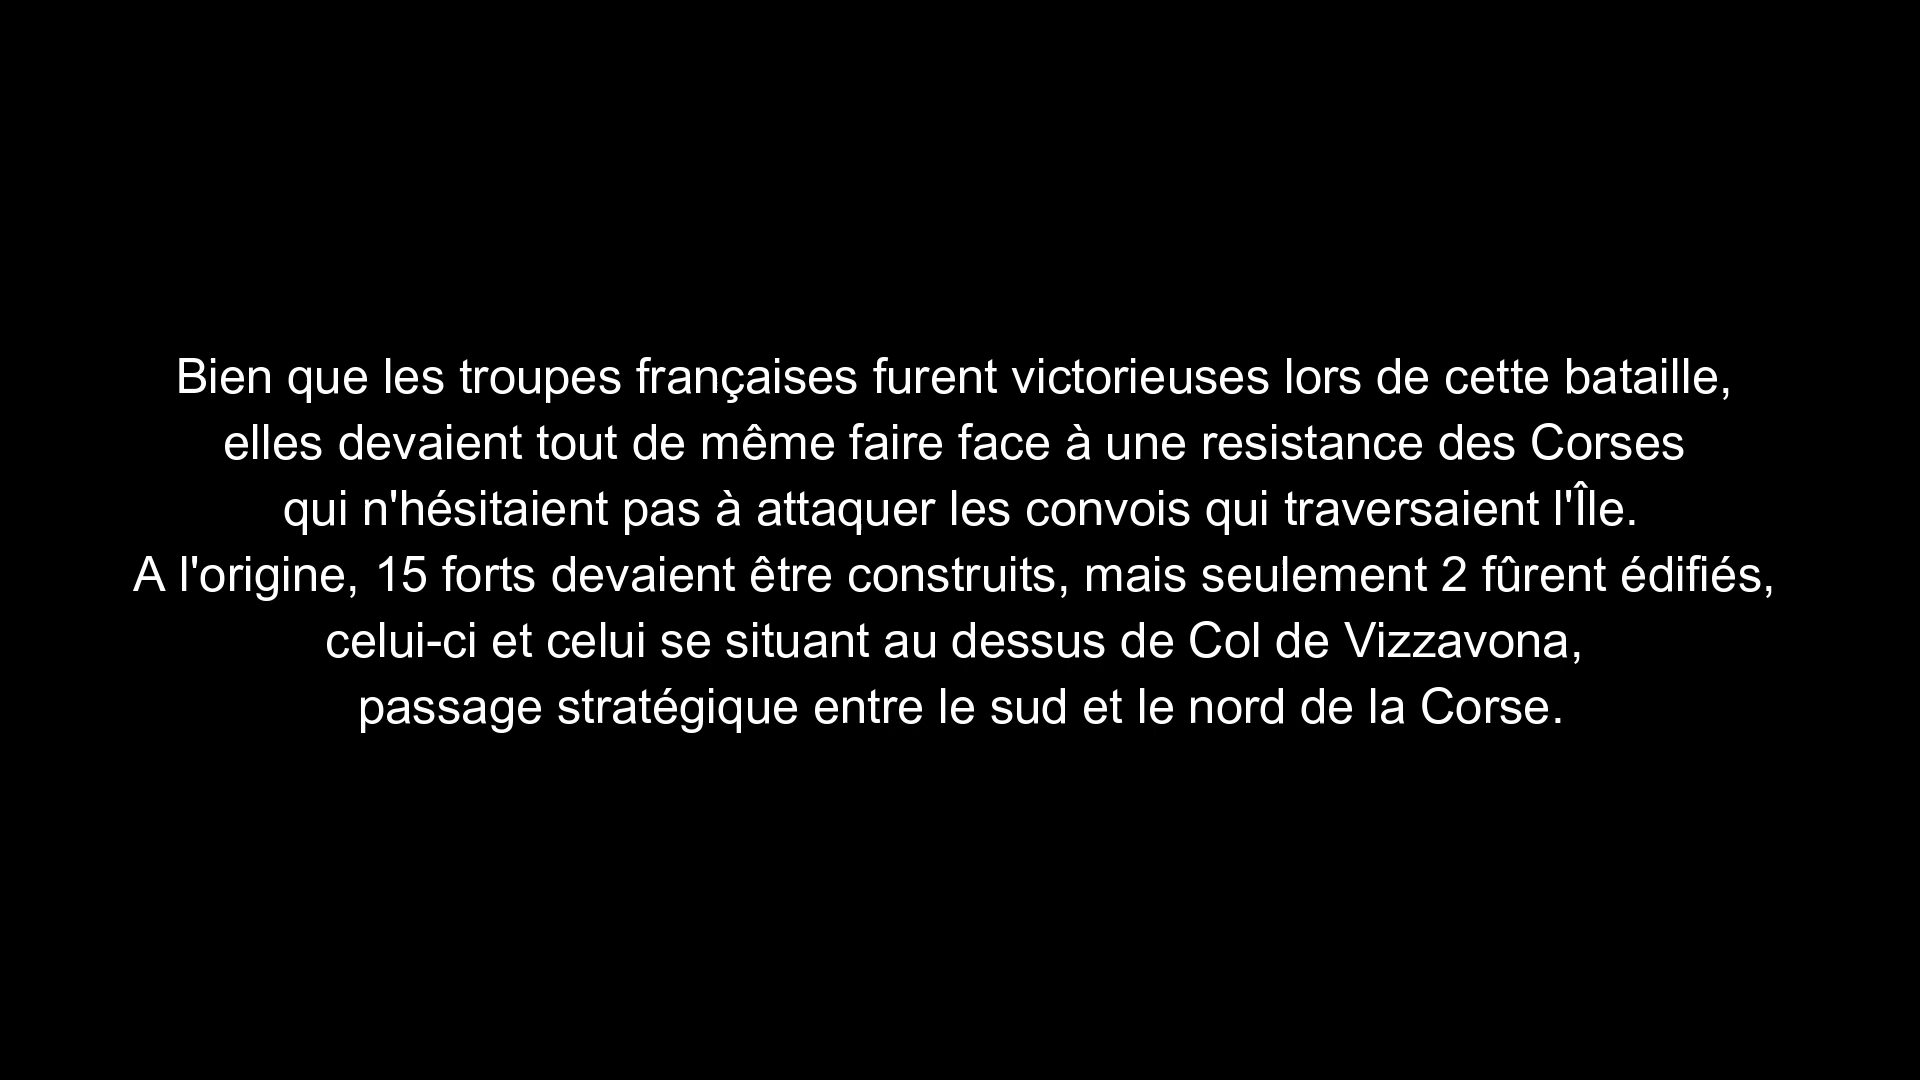 Bien que les troupes françaises furent victorieuses lors de cette bataille,
elles devaient tout de même faire face à une resistance des Corses
qui n'hésitaient pas à attaquer les convois qui traversaient l'Île.
A l'origine, 15 forts devaient être construits, mais seulement 2 fûrent édifiés,
celui-ci et celui se situant au dessus de Col de Vizzavona,
passage stratégique entre le sud et le nord de la Corse.